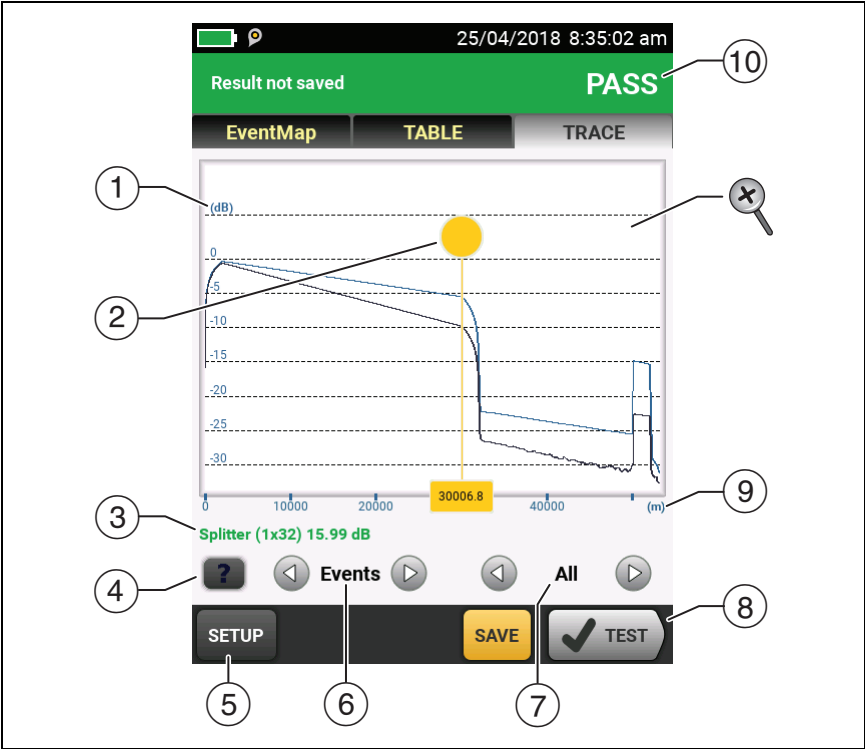 25/04/2018 8:35:02 am
Result not saved PASS
10
EventMap TABLE TRACE
1
(dB)
0
2
-5
-10
-15
-20
-25
-30
30006.8
0 10000 20000 40000 (m)
9
3
Splitter (1x32) 15.99 dB
4
? Events All
8
SETUP SAVE TEST
5 6 7